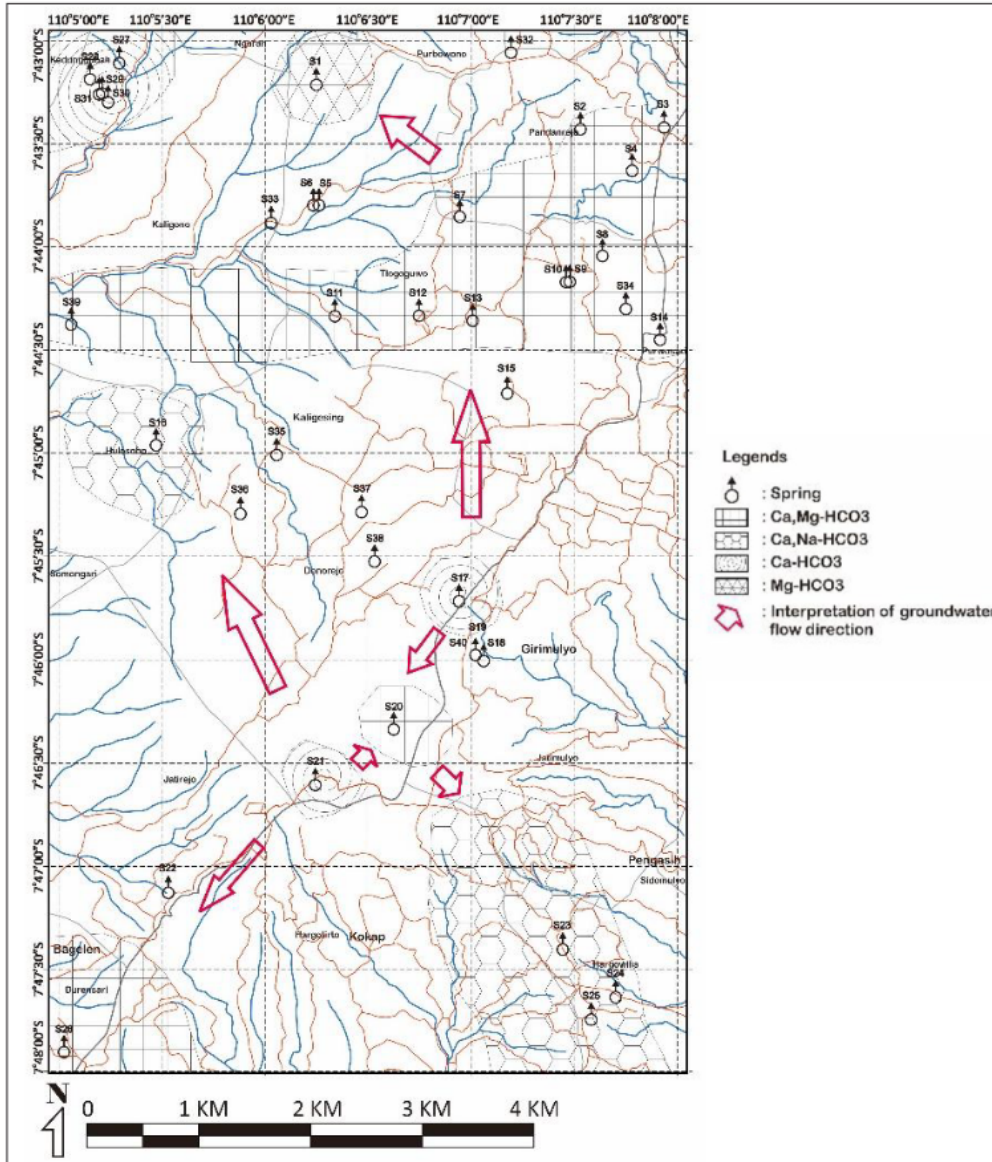 110°5'00"E 110°5'30"E 110°6'00"E 110°6'30"E 110°7'00"E 110°7'30"E 110°8'00"E
7°43'00"S
7°43'30"S
7°44'00"S
7°44'30"S
7°45'00"S
7°45'30"S
7°46'00"S
7°46'30"S
7°47'00"S
7°47'30"S
7°48'00"S
S27
S32
Purbowono
S1
S31
S30
S2
S3
Pandanrejo
S4
S6 S5
S33
S7
Kaligono
S8
Tlogoguwo
S10 S9
S39
S11
S12
S13
S34
S14
S15
Kaligesing
S16
Hulosobo
S35
S36
S37
S38
Donorejo
Somongari
S17
S19
S40 S18
Girimulyo
S20
S21
Jatirejo
Jatimulyo
Pengasih
Sidomulyo
S22
Bagelen
Hargotirto
Kokap
S23
S24
Durensari
S25
N
0 1 KM 2 KM 3 KM 4 KM
Legends
: Spring
: Ca,Mg-HCO3
: Ca,Na-HCO3
: Ca-HCO3
: Mg-HCO3
: Interpretation of groundwater
flow direction